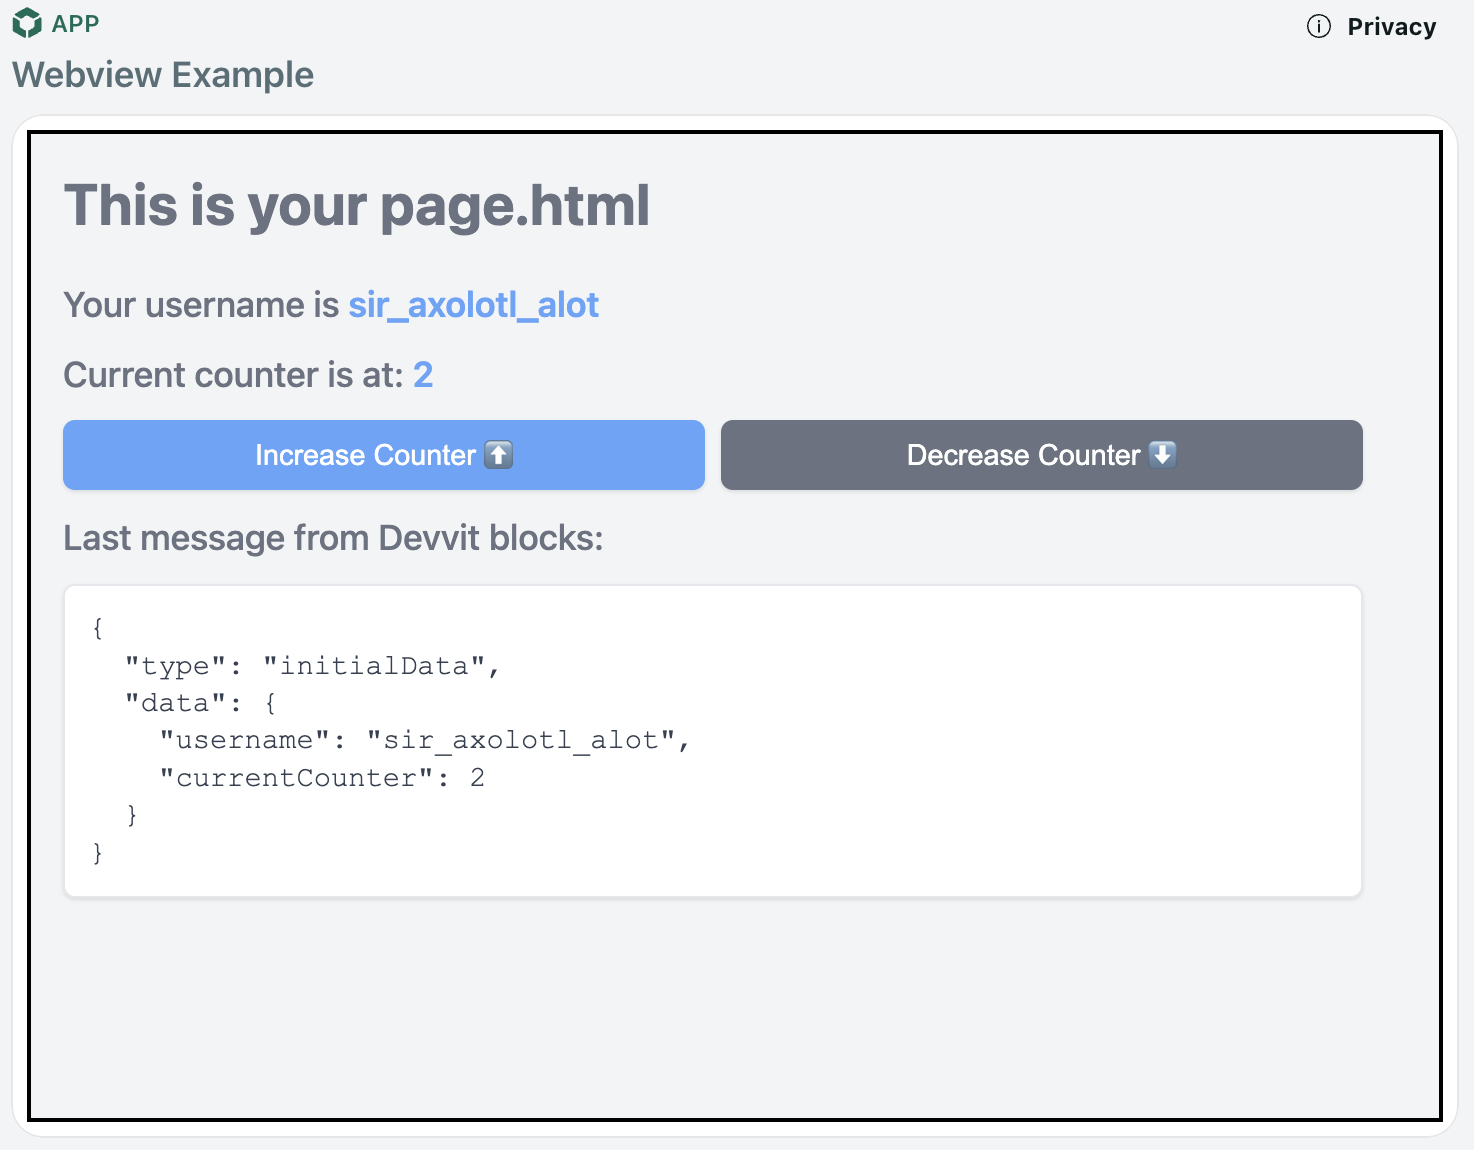 APP
ⓘ Privacy
Webview Example
This is your page.html
Your username is sir_axolotl_alot
Current counter is at: 2
Increase Counter ⬆️
Decrease Counter ⬇️
Last message from Devvit blocks:
{
  "type": "initialData",
  "data": {
    "username": "sir_axolotl_alot",
    "currentCounter": 2
  }
}